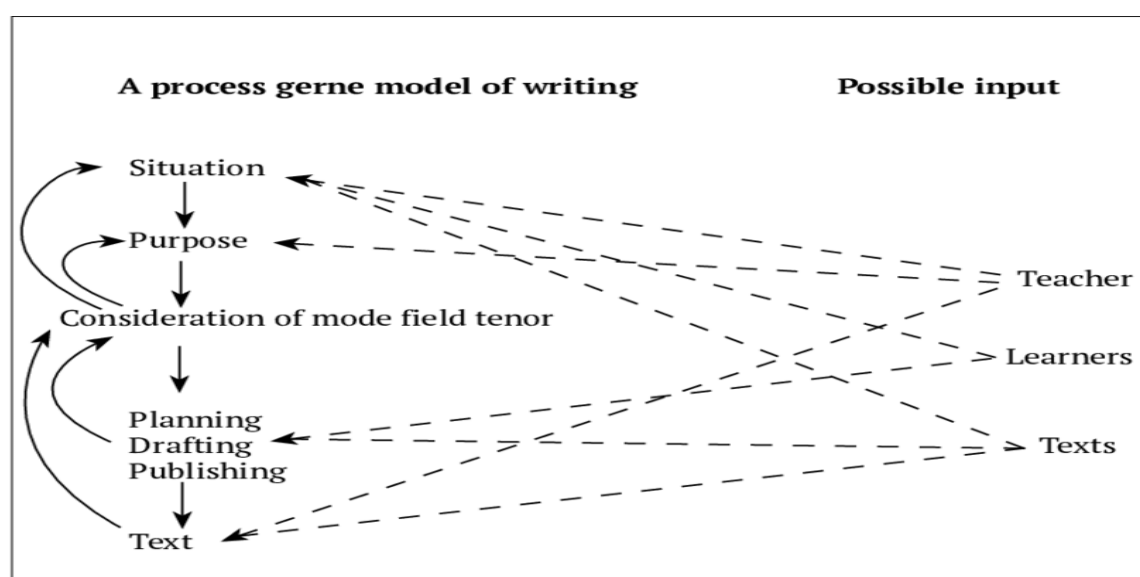 A process gerne model of writing
Possible input
Situation
Purpose
Consideration of mode field tenor
Planning
Drafting
Publishing
Text
Teacher
Learners
Texts